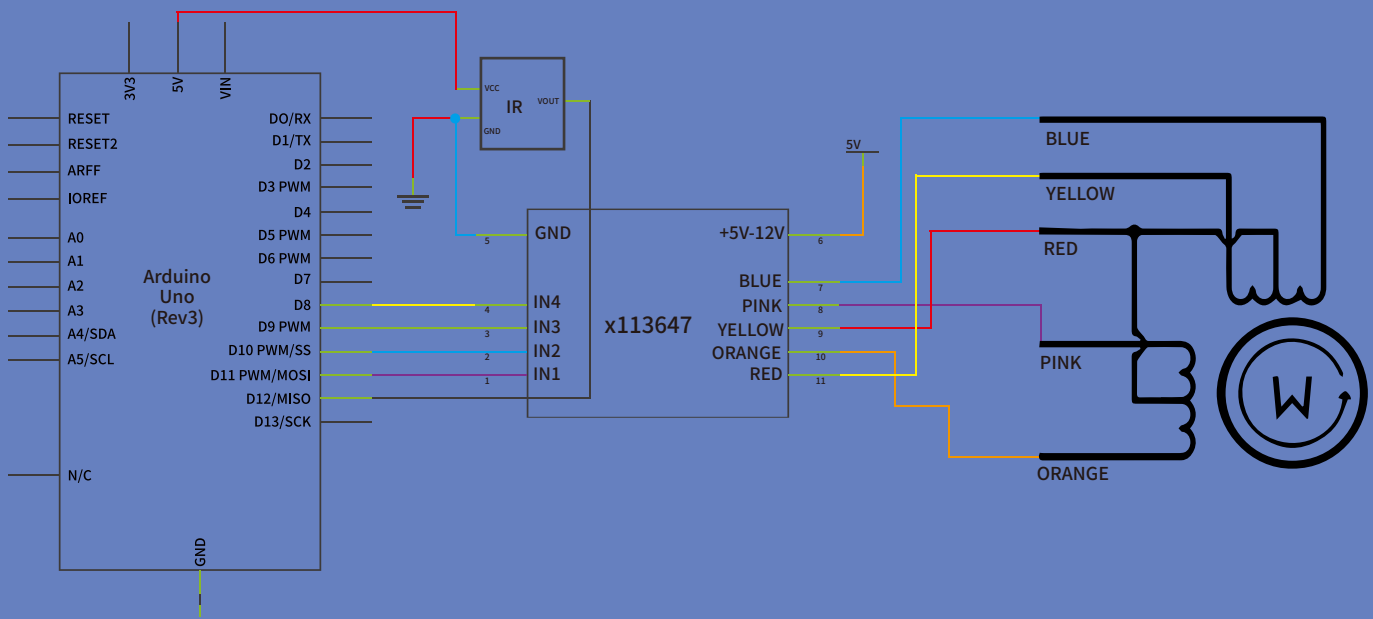 3V3
5V
VIN
RESET
RESET2
ARFF
IOREF
A0
A1
A2
A3
A4/SDA
A5/SCL
N/C
Arduino
Uno
(Rev3)
DO/RX
D1/TX
D2
D3 PWM
D4
D5 PWM
D6 PWM
D7
D8
D9 PWM
D10 PWM/SS
D11 PWM/MOSI
D12/MISO
D13/SCK
GND
VCC
IR
VOUT
GND
5
GND
4
IN4
3
IN3
2
IN2
1
IN1
x113647
5V
+5V-12V
6
BLUE
7
PINK
8
YELLOW
9
ORANGE
10
RED
11
BLUE
YELLOW
RED
PINK
ORANGE
M